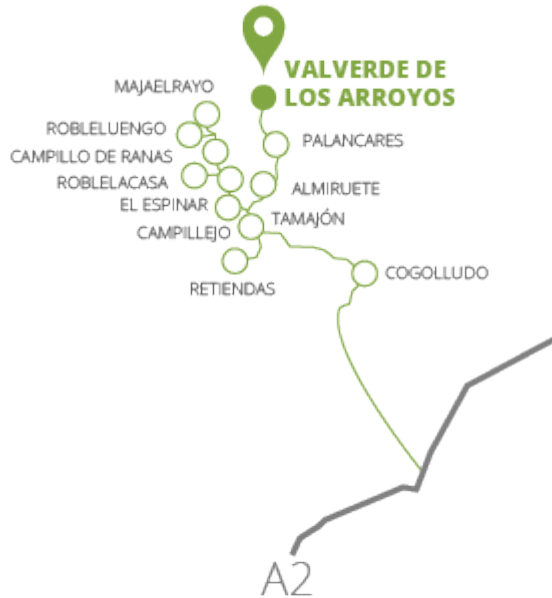 VALVERDE DE
LOS ARROYOS
MAJAELRAYO
ROBLELUENGO
PALANCARES
CAMPILLO DE RANAS
ROBLELACASA
ALMIRUETE
EL ESPINAR
TAMAJÓN
CAMPILLEJO
COGOLLUDO
RETIENDAS
A2